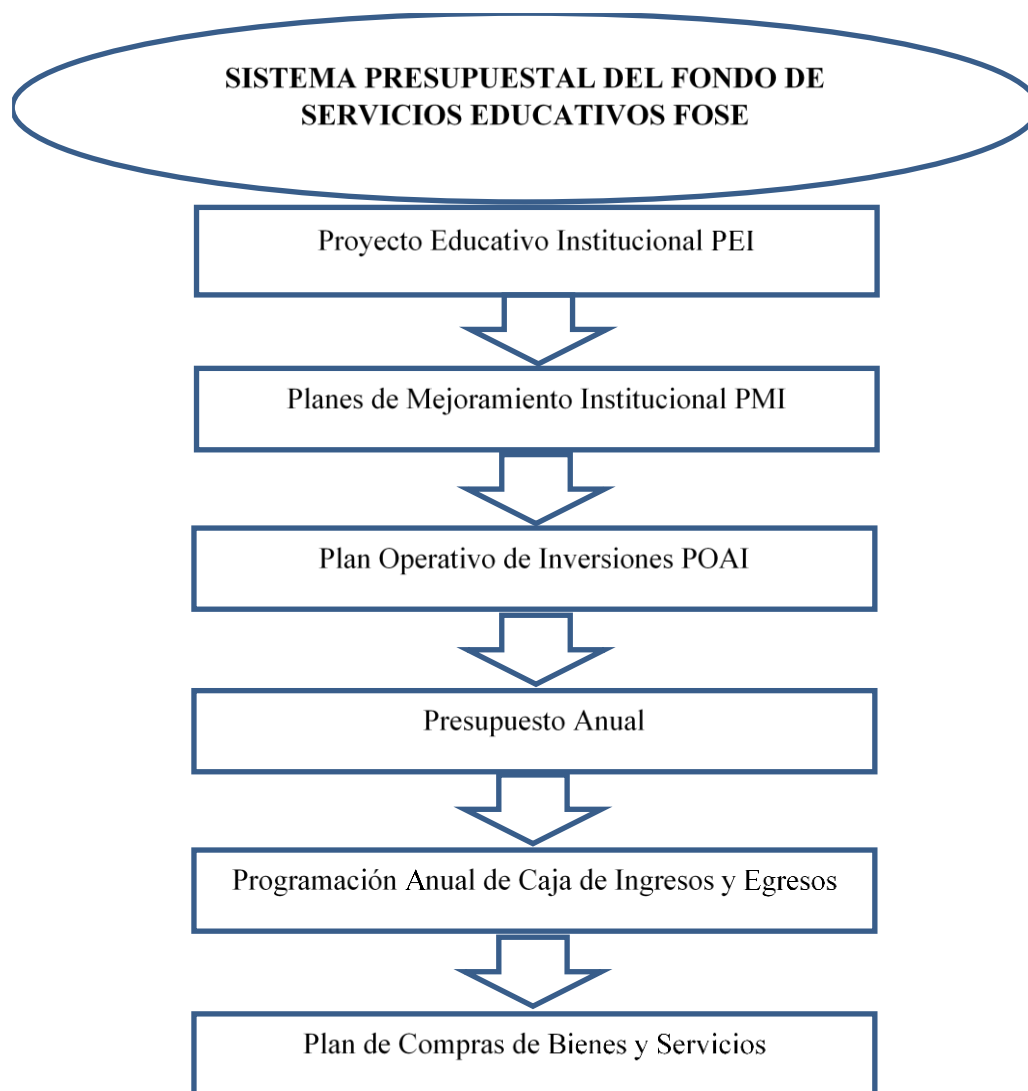 SISTEMA PRESUPUESTAL DEL FONDO DE
SERVICIOS EDUCATIVOS FOSE
Proyecto Educativo Institucional PEI
Planes de Mejoramiento Institucional PMI
Plan Operativo de Inversiones POAI
Presupuesto Anual
Programación Anual de Caja de Ingresos y Egresos
Plan de Compras de Bienes y Servicios